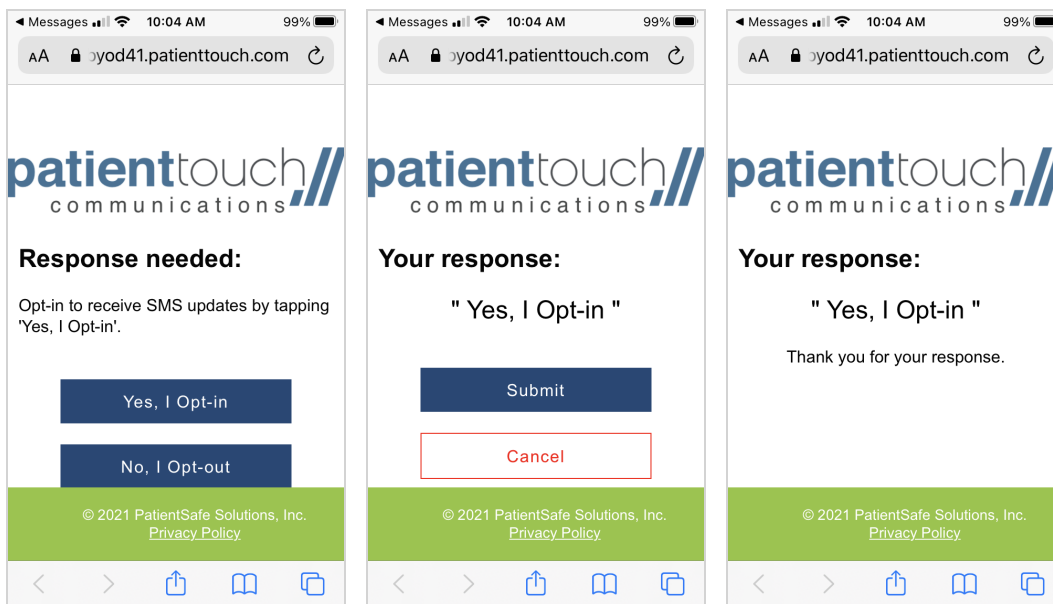 Messages 10:04 AM 99%
AA yod41.patienttouch.com
patienttouch
communications
Response needed:
Opt-in to receive SMS updates by tapping
'Yes, I Opt-in'.
Yes, I Opt-in
No, I Opt-out
© 2021 PatientSafe Solutions, Inc.
Privacy Policy
Messages 10:04 AM 99%
AA yod41.patienttouch.com
patienttouch
communications
Your response:
" Yes, I Opt-in "
Submit
Cancel
© 2021 PatientSafe Solutions, Inc.
Privacy Policy
Messages 10:04 AM 99%
AA yod41.patienttouch.com
patienttouch
communications
Your response:
" Yes, I Opt-in "
Thank you for your response.
© 2021 PatientSafe Solutions, Inc.
Privacy Policy